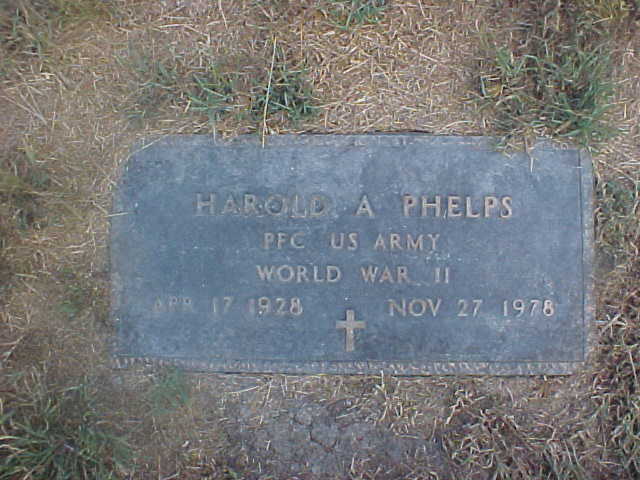 HAROLD A PHELPS
PFC US ARMY
WORLD WAR II
APR 17 1928 NOV 27 1978